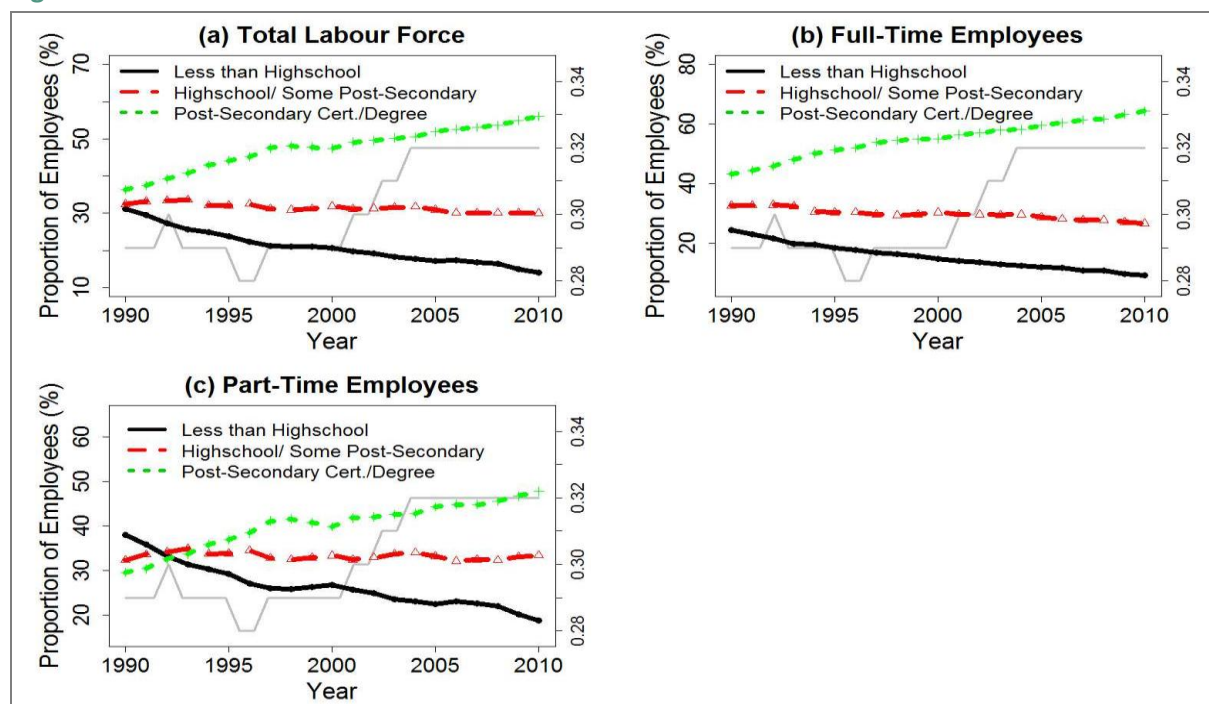 (a) Total Labour Force
Proportion of Employees (%)
70
50
30
10
Less than Highschool
Highschool/ Some Post-Secondary
Post-Secondary Cert./Degree
0.34
0.32
0.30
0.28
1990 1995 2000 2005 2010
Year
(b) Full-Time Employees
Proportion of Employees (%)
80
60
40
20
Less than Highschool
Highschool/ Some Post-Secondary
Post-Secondary Cert./Degree
0.34
0.32
0.30
0.28
1990 1995 2000 2005 2010
Year
(c) Part-Time Employees
Proportion of Employees (%)
60
50
40
30
20
Less than Highschool
Highschool/ Some Post-Secondary
Post-Secondary Cert./Degree
0.34
0.32
0.30
0.28
1990 1995 2000 2005 2010
Year